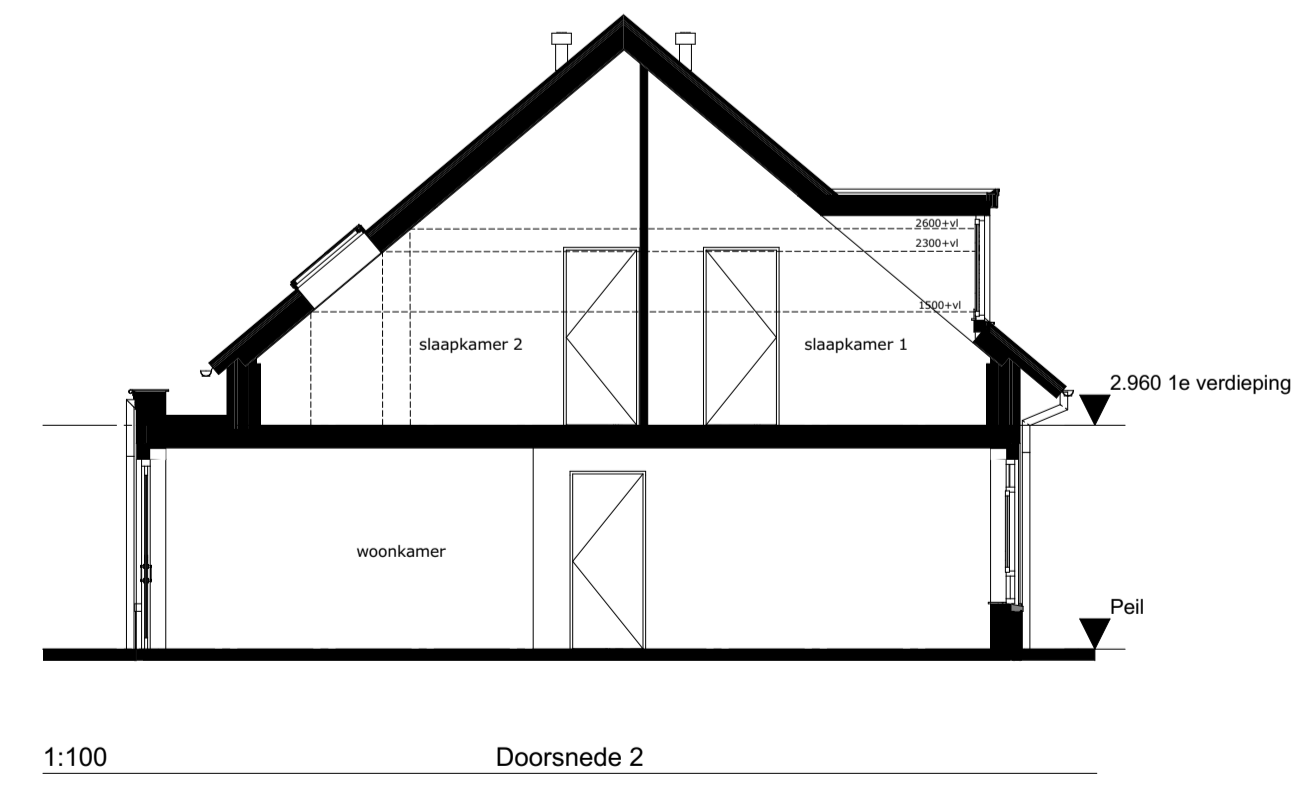 2600+vl
2300+vl
1500+vl
slaapkamer 2
slaapkamer 1
2.960 1e verdieping
woonkamer
Peil
1:100
Doorsnede 2